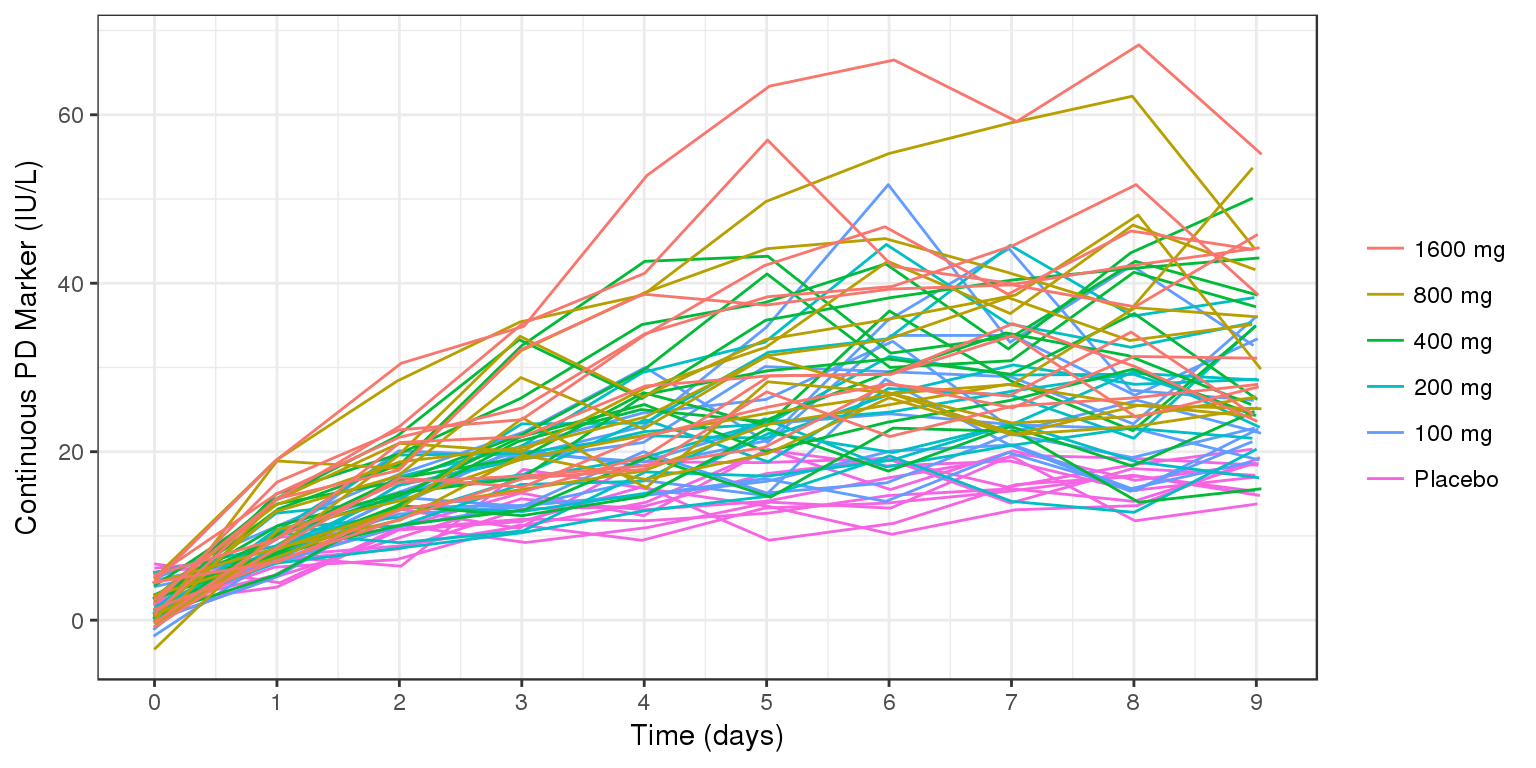 Continuous PD Marker (IU/L)
60
40
20
0
0 1 2 3 4 5 6 7 8 9
Time (days)
1600 mg
800 mg
400 mg
200 mg
100 mg
Placebo